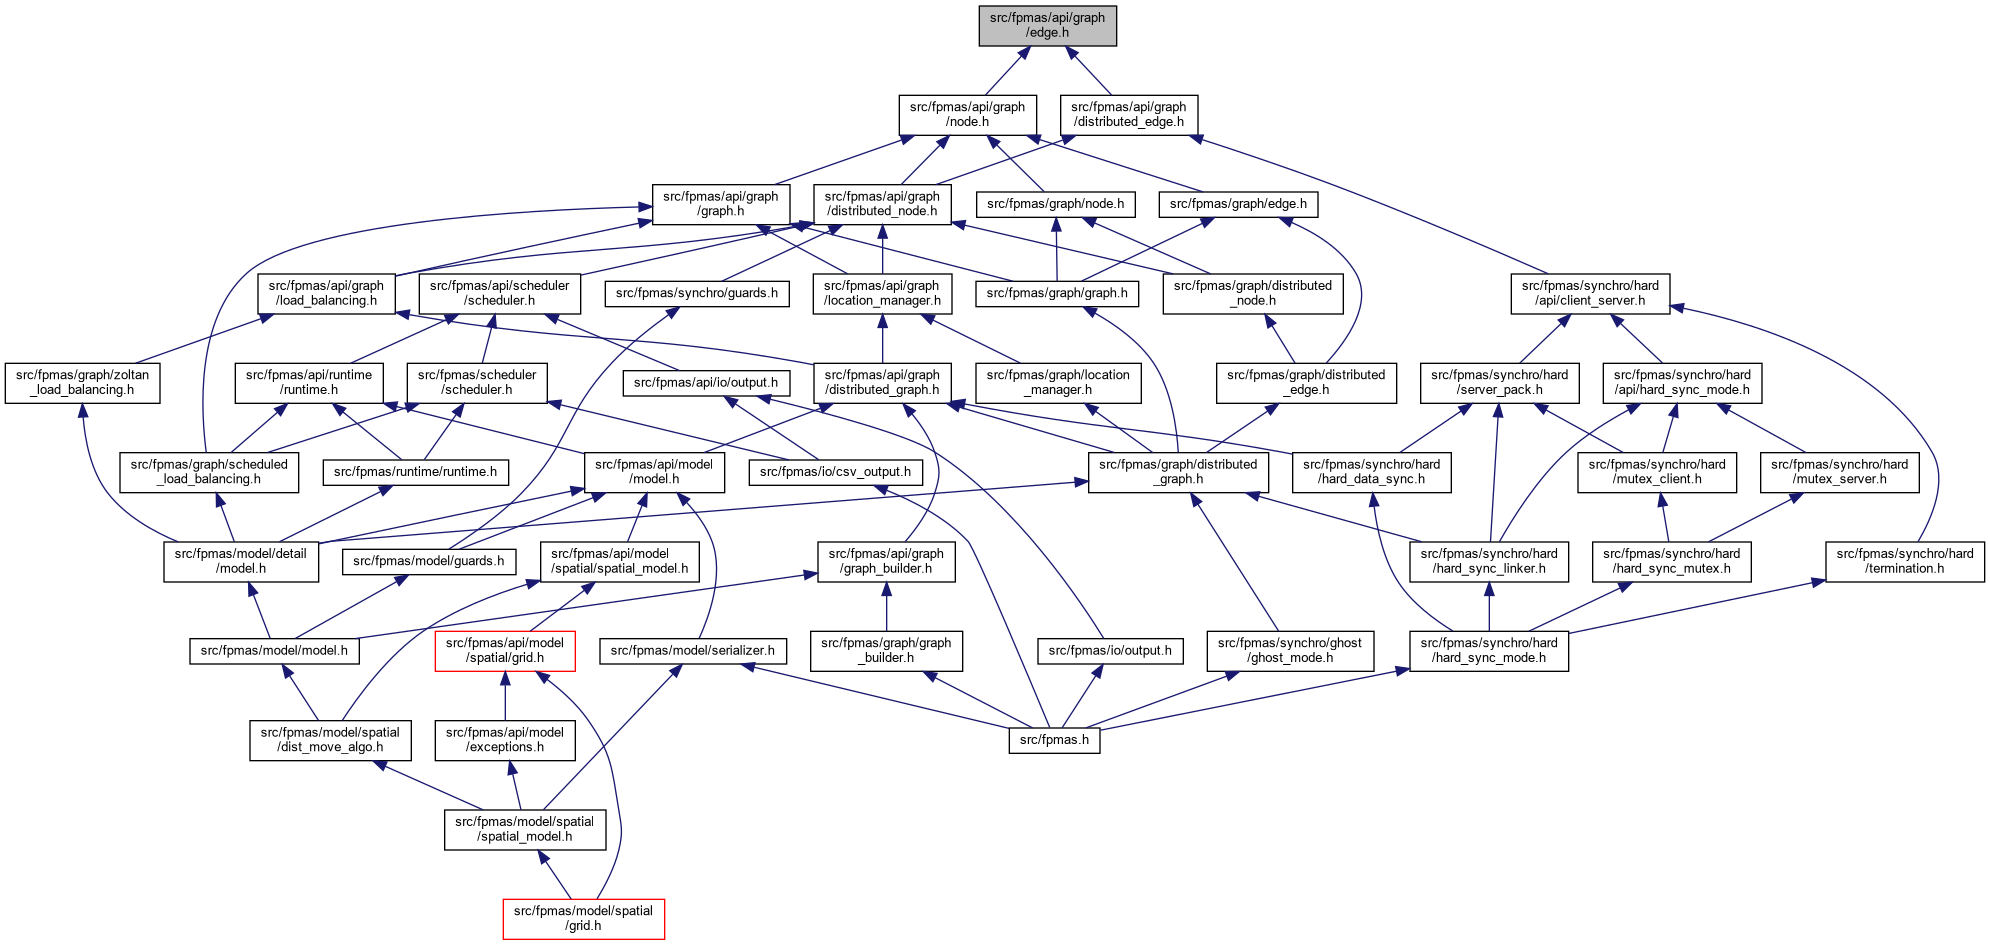 src/fpmas/api/graph
/edge.h
src/fpmas/api/graph
/node.h
src/fpmas/api/graph
/distributed_edge.h
src/fpmas/api/graph
/graph.h
src/fpmas/api/graph
/distributed_node.h
src/fpmas/graph/node.h
src/fpmas/graph/edge.h
src/fpmas/api/graph
/load_balancing.h
src/fpmas/api/scheduler
/scheduler.h
src/fpmas/synchro/guards.h
src/fpmas/api/graph
/location_manager.h
src/fpmas/graph/graph.h
src/fpmas/graph/distributed
_node.h
src/fpmas/synchro/hard
/api/client_server.h
src/fpmas/graph/zoltan
_load_balancing.h
src/fpmas/api/runtime
/runtime.h
src/fpmas/scheduler
/scheduler.h
src/fpmas/api/io/output.h
src/fpmas/api/graph
/distributed_graph.h
src/fpmas/graph/location
_manager.h
src/fpmas/graph/distributed
_edge.h
src/fpmas/synchro/hard
/server_pack.h
src/fpmas/synchro/hard
/api/hard_sync_mode.h
src/fpmas/graph/scheduled
_load_balancing.h
src/fpmas/runtime/runtime.h
src/fpmas/api/model
/model.h
src/fpmas/io/csv_output.h
src/fpmas/graph/distributed
_graph.h
src/fpmas/synchro/hard
/hard_data_sync.h
src/fpmas/synchro/hard
/mutex_client.h
src/fpmas/synchro/hard
/mutex_server.h
src/fpmas/model/detail
/model.h
src/fpmas/model/guards.h
src/fpmas/api/model
/spatial/spatial_model.h
src/fpmas/api/graph
/graph_builder.h
src/fpmas/synchro/hard
/hard_sync_linker.h
src/fpmas/synchro/hard
/hard_sync_mutex.h
src/fpmas/synchro/hard
/termination.h
src/fpmas/model/model.h
src/fpmas/api/model
/spatial/grid.h
src/fpmas/model/serializer.h
src/fpmas/graph/graph
_builder.h
src/fpmas/io/output.h
src/fpmas/synchro/ghost
/ghost_mode.h
src/fpmas/synchro/hard
/hard_sync_mode.h
src/fpmas/model/spatial
/dist_move_algo.h
src/fpmas/api/model
/exceptions.h
src/fpmas.h
src/fpmas/model/spatial
/spatial_model.h
src/fpmas/model/spatial
/grid.h